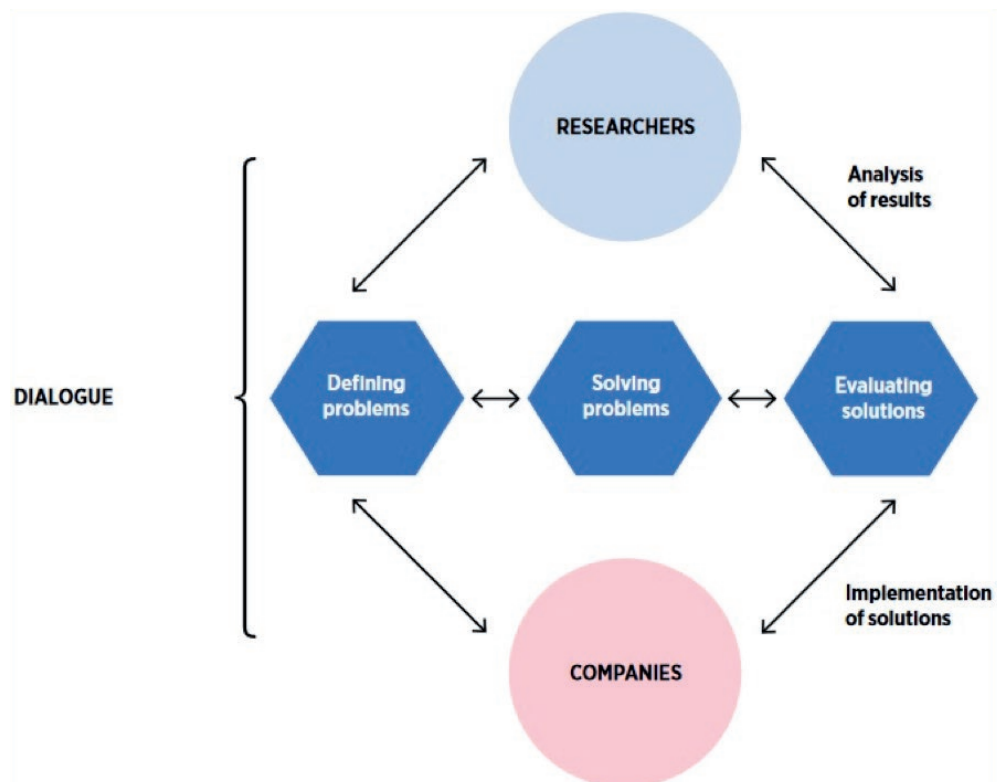 RESEARCHERS
Analysis
of results
DIALOGUE
Defining
problems
Solving
problems
Evaluating
solutions
Implementation
of solutions
COMPANIES